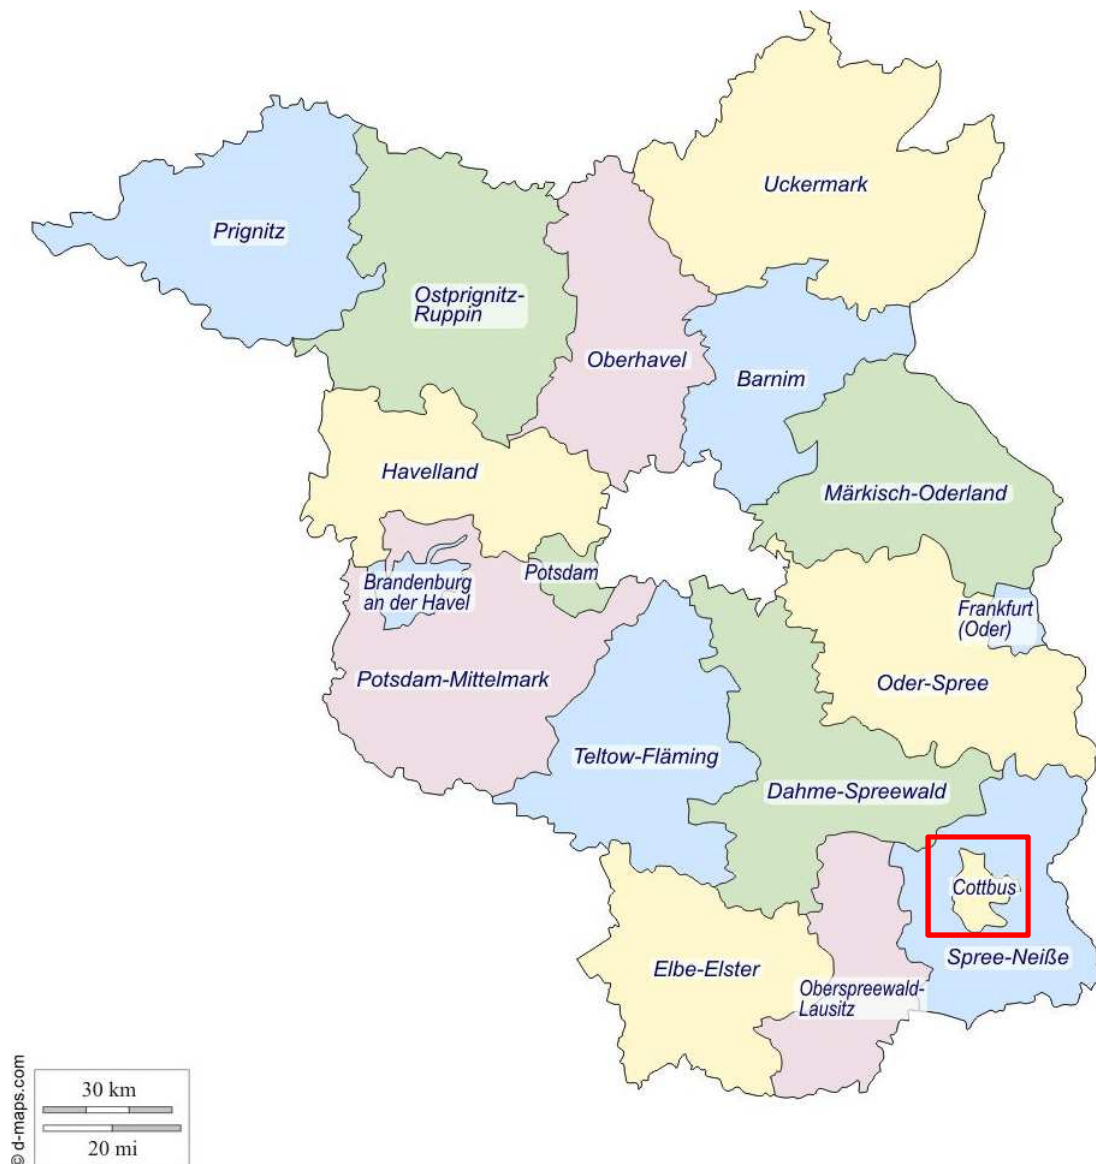 Uckermark
Prignitz
Ostprignitz-
Ruppin
Oberhavel
Barnim
Havelland
Märkisch-Oderland
Brandenburg
an der Havel
Potsdam
Frankfurt
(Oder)
Potsdam-Mittelmark
Oder-Spree
Teltow-Fläming
Dahme-Spreewald
Cottbus
Spree-Neiße
Elbe-Elster
Oberspreewald-
Lausitz
30 km
20 mi
© d-maps.com